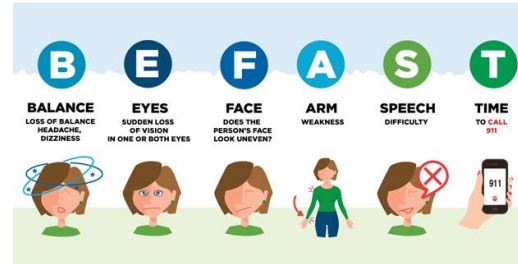 B E F A S T
BALANCE
LOSS OF BALANCE
HEADACHE,
DIZZINESS
EYES
SUDDEN LOSS
OF VISION
IN ONE OR BOTH EYES
FACE
DOES THE
PERSON'S FACE
LOOK UNEVEN?
ARM
WEAKNESS
SPEECH
DIFFICULTY
TIME
TO CALL
911
911